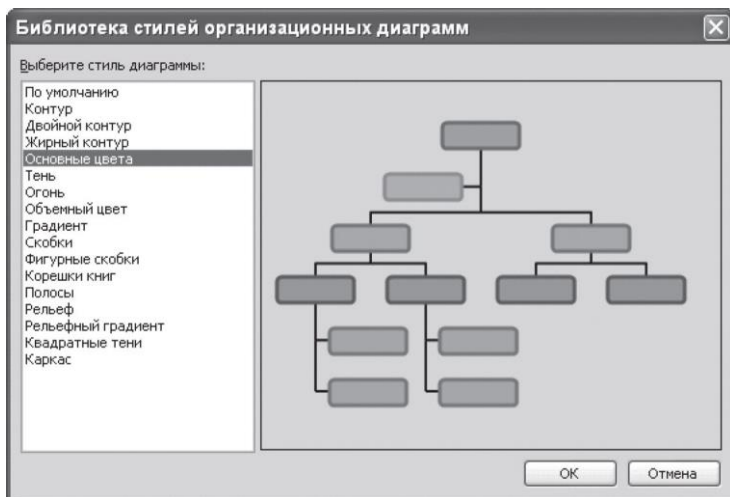 Библиотека стилей организационных диаграмм
Выберите стиль диаграммы:
По умолчанию
Контур
Двойной контур
Жирный контур
Основные цвета
Тень
Огонь
Объемный цвет
Градиент
Скобки
Фигурные скобки
Корешки книг
Полосы
Рельеф
Рельефный градиент
Квадратные тени
Каркас
ОК
Отмена